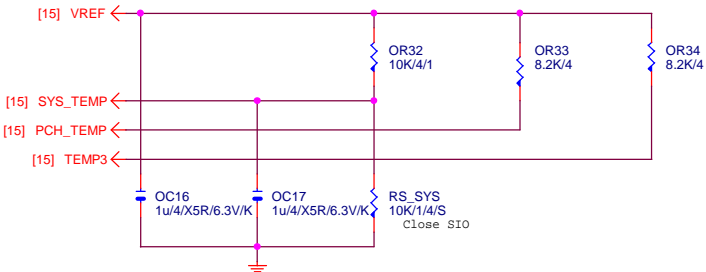 [15] VREF
OR32
10K/4/1
OR33
8.2K/4
OR34
8.2K/4
[15] SYS_TEMP
[15] PCH_TEMP
[15] TEMP3
OC16
1u/4/X5R/6.3V/K
OC17
1u/4/X5R/6.3V/K
RS_SYS
10K/1/4/S
Close SIO